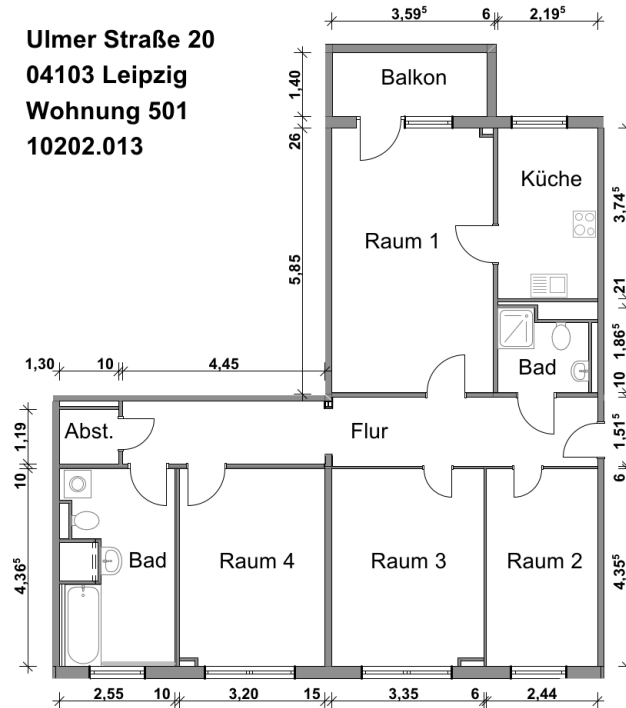 Ulmer Straße 20
04103 Leipzig
Wohnung 501
10202.013
3,59⁵ 6 2,19⁵
1,40
Balkon
26
Küche
3,74⁵
Raum 1
5,85
21
1,86⁵
Bad
10
1,30 10 4,45
1,19
Abst.
Flur
1,51⁵
10
6
4,36⁵
Bad
Raum 4
Raum 3
Raum 2
4,35⁵
2,55 10 3,20 15 3,35 6 2,44